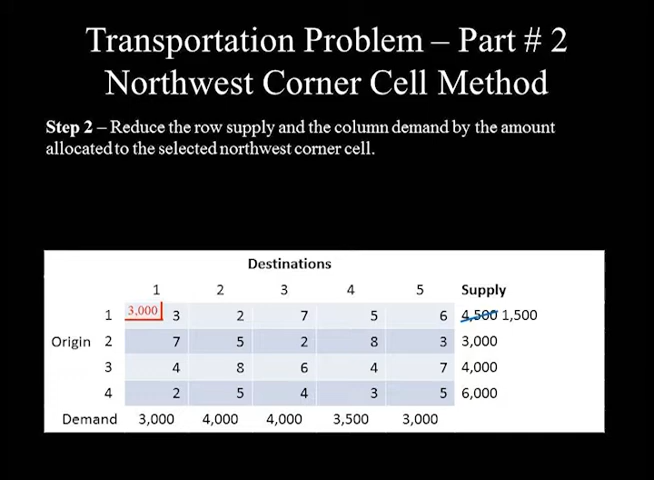 Transportation Problem – Part # 2
Northwest Corner Cell Method
Step 2 – Reduce the row supply and the column demand by the amount
allocated to the selected northwest corner cell.
Destinations
1 2 3 4 5 Supply
1 3,000 3 2 7 5 6 4,500 1,500
Origin 2 7 5 2 8 3 3,000
3 4 8 6 4 7 4,000
4 2 5 4 3 5 6,000
Demand 3,000 4,000 4,000 3,500 3,000